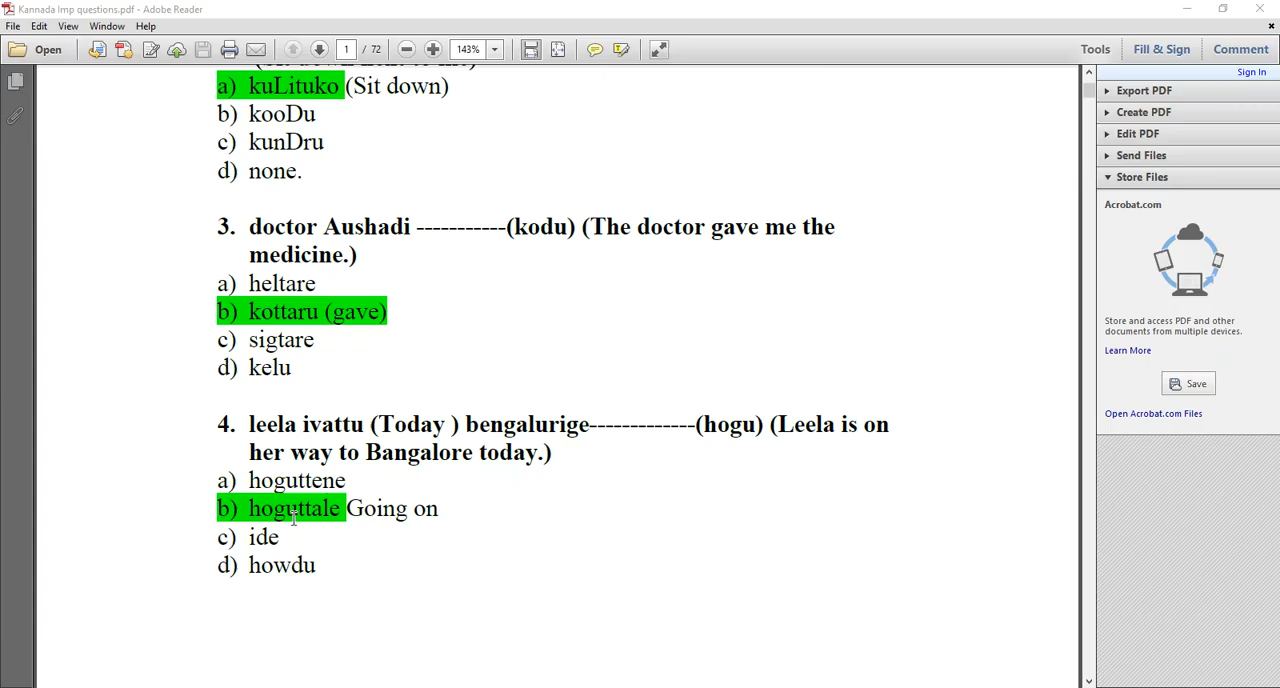 Kannada Imp questions.pdf - Adobe Reader
File Edit View Window Help
Open 1 / 72 143% Tools Fill & Sign Comment
Sign In
a) kuLituko (Sit down)
b) kooDu
c) kunDru
d) none.
3. doctor Aushadi -----------(kodu) (The doctor gave me the
medicine.)
a) heltare
b) kottaru (gave)
c) sigtare
d) kelu
4. leela ivattu (Today ) bengalurige-------------(hogu) (Leela is on
her way to Bangalore today.)
a) hoguttene
b) hoguttale Going on
c) ide
d) howdu
Export PDF
Create PDF
Edit PDF
Send Files
Store Files
Acrobat.com
Store and access PDF and other
documents from multiple devices.
Learn More
Save
Open Acrobat.com Files